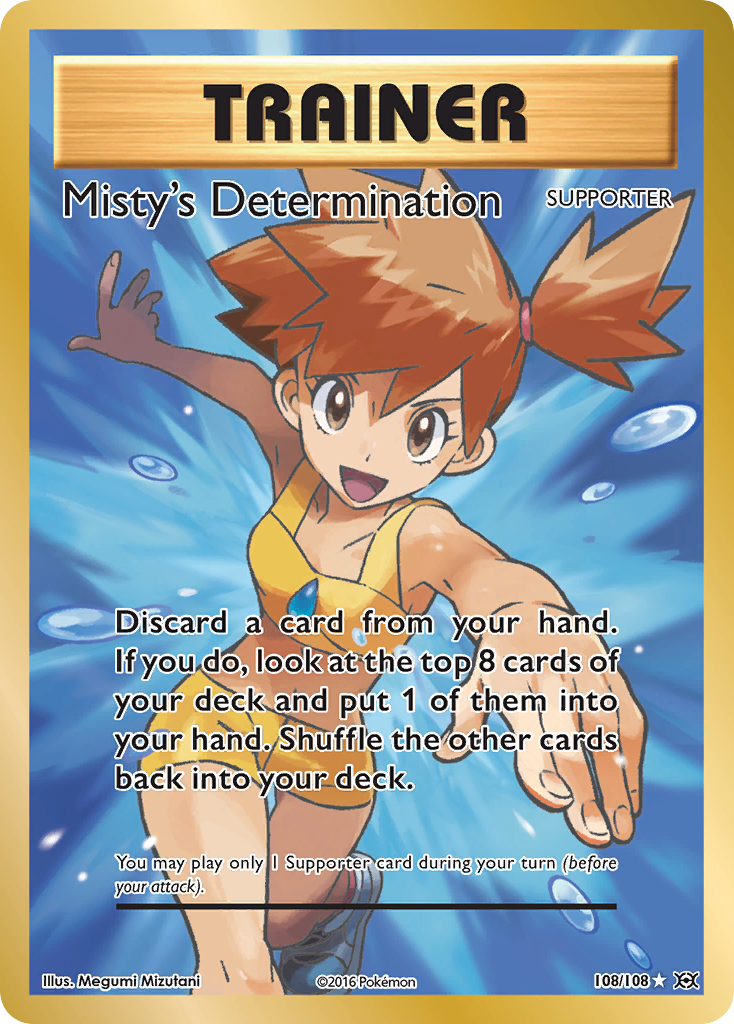 TRAINER
Misty's Determination
SUPPORTER
Discard a card from your hand.
If you do, look at the top 8 cards of
your deck and put 1 of them into
your hand. Shuffle the other cards
back into your deck.
You may play only 1 Supporter card during your turn (before
your attack).
Illus. Megumi Mizutani
©2016 Pokémon
108/108 ★